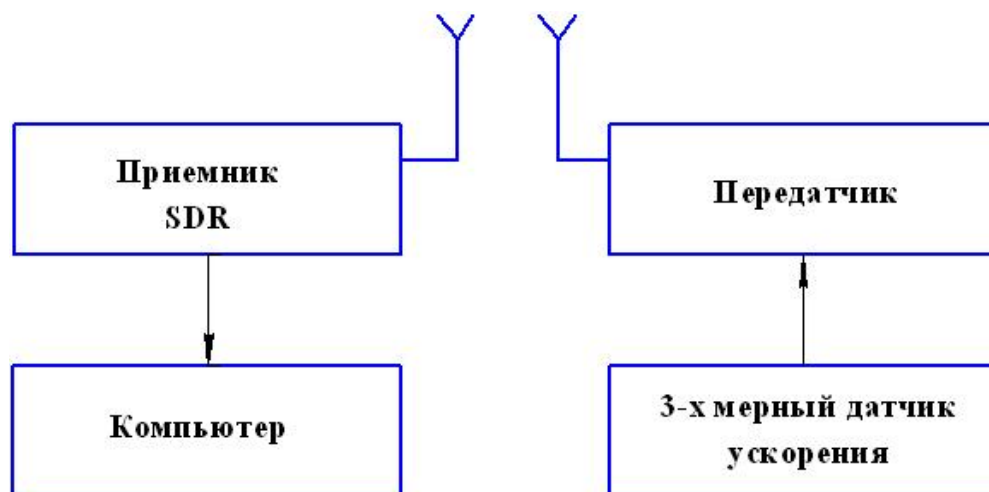 Приемник
SDR
Передатчик
Компьютер
3-х мерный датчик
ускорения